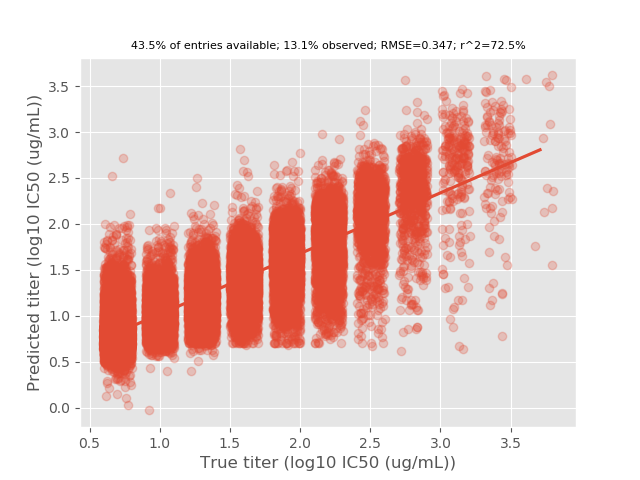 43.5% of entries available; 13.1% observed; RMSE=0.347; r^2=72.5%
Predicted titer (log10 IC50 (ug/mL))
3.5
3.0
2.5
2.0
1.5
1.0
0.5
0.0
0.5 1.0 1.5 2.0 2.5 3.0 3.5
True titer (log10 IC50 (ug/mL))